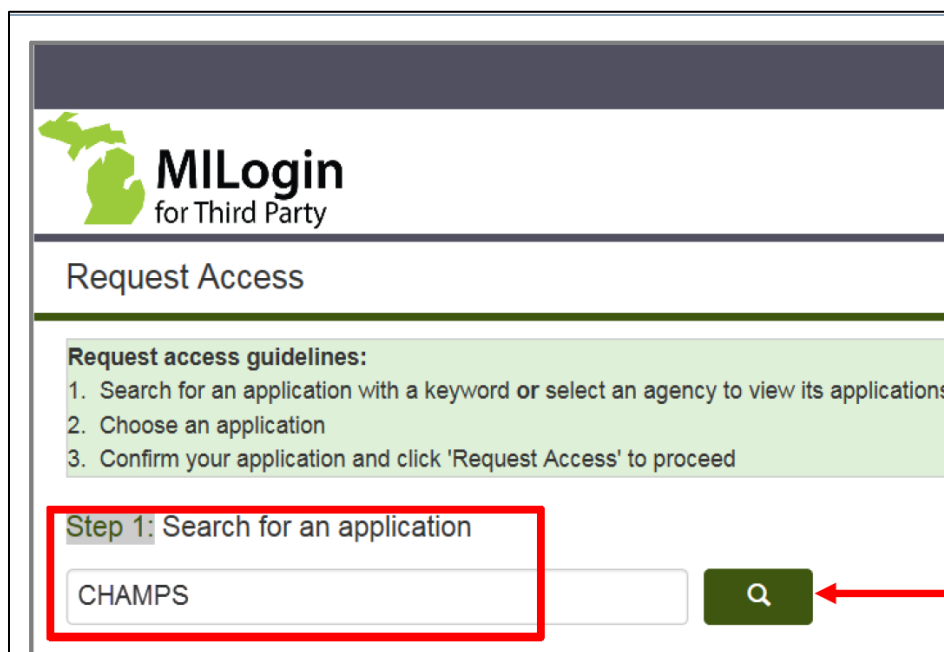 MILogin
for Third Party
Request Access
Request access guidelines:
1. Search for an application with a keyword or select an agency to view its applications
2. Choose an application
3. Confirm your application and click 'Request Access' to proceed
Step 1: Search for an application
CHAMPS